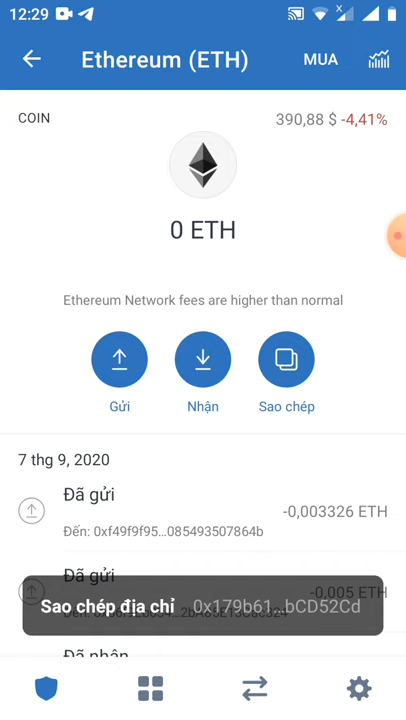 12:29
Ethereum (ETH)
MUA
COIN
390,88 $ -4,41%
0 ETH
Ethereum Network fees are higher than normal
Gửi
Nhận
Sao chép
7 thg 9, 2020
Đã gửi
-0,003326 ETH
Đến: 0xf49f9f95...085493507864b
Đã gửi
-0,005 ETH
Sao chép địa chỉ 0x179b61...bCD52Cd
Đã nhận